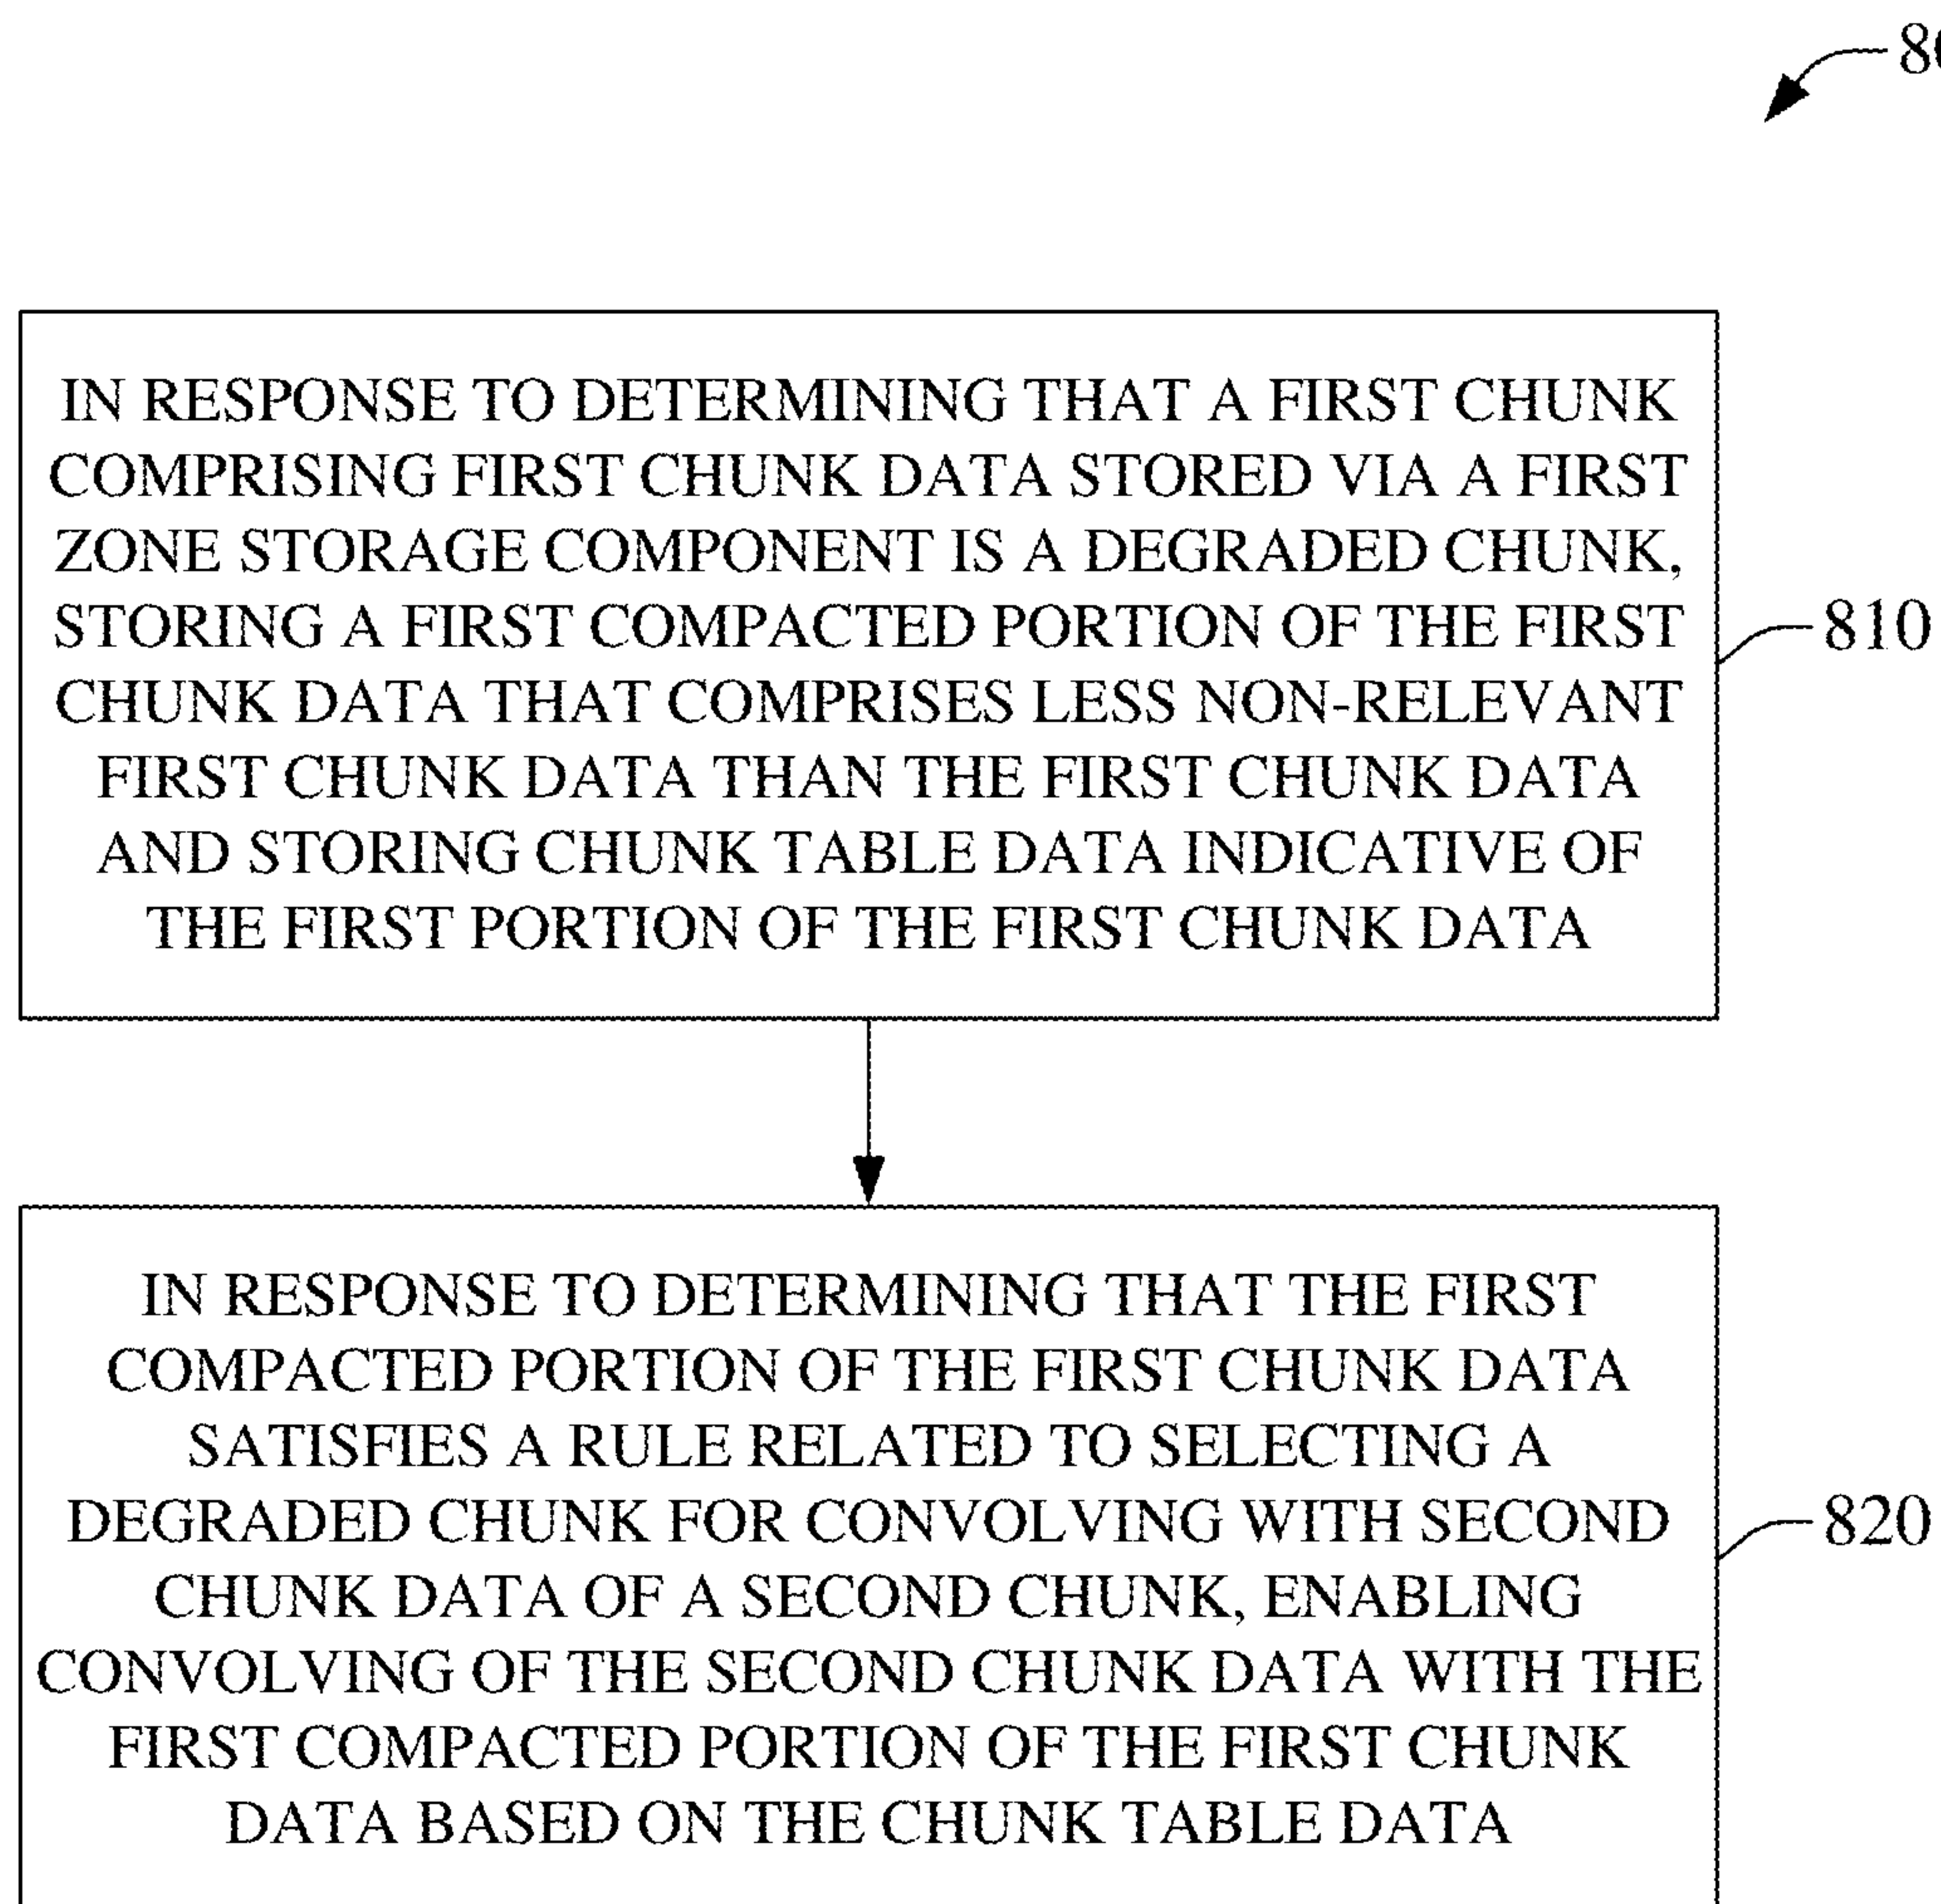 IN RESPONSE TO DETERMINING THAT A FIRST CHUNK
COMPRISING FIRST CHUNK DATA STORED VIA A FIRST
ZONE STORAGE COMPONENT IS A DEGRADED CHUNK,
STORING A FIRST COMPACTED PORTION OF THE FIRST
CHUNK DATA THAT COMPRISES LESS NON-RELEVANT
FIRST CHUNK DATA THAN THE FIRST CHUNK DATA
AND STORING CHUNK TABLE DATA INDICATIVE OF
THE FIRST PORTION OF THE FIRST CHUNK DATA
810
IN RESPONSE TO DETERMINING THAT THE FIRST
COMPACTED PORTION OF THE FIRST CHUNK DATA
SATISFIES A RULE RELATED TO SELECTING A
DEGRADED CHUNK FOR CONVOLVING WITH SECOND
CHUNK DATA OF A SECOND CHUNK, ENABLING
CONVOLVING OF THE SECOND CHUNK DATA WITH THE
FIRST COMPACTED PORTION OF THE FIRST CHUNK
DATA BASED ON THE CHUNK TABLE DATA
820